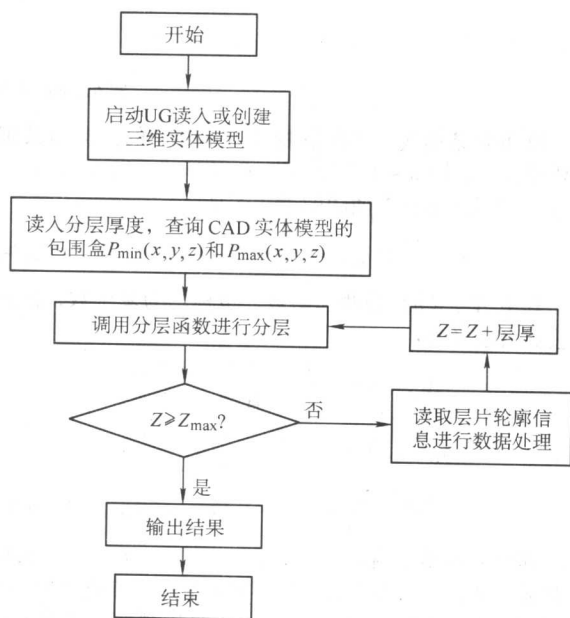 开始
启动UG读入或创建
三维实体模型
读入分层厚度，查询 CAD 实体模型的
包围盒P_min(x,y,z)和P_max(x,y,z)
调用分层函数进行分层
Z=Z+层厚
Z⩾Z_max?
否
读取层片轮廓信
息进行数据处理
是
输出结果
结束